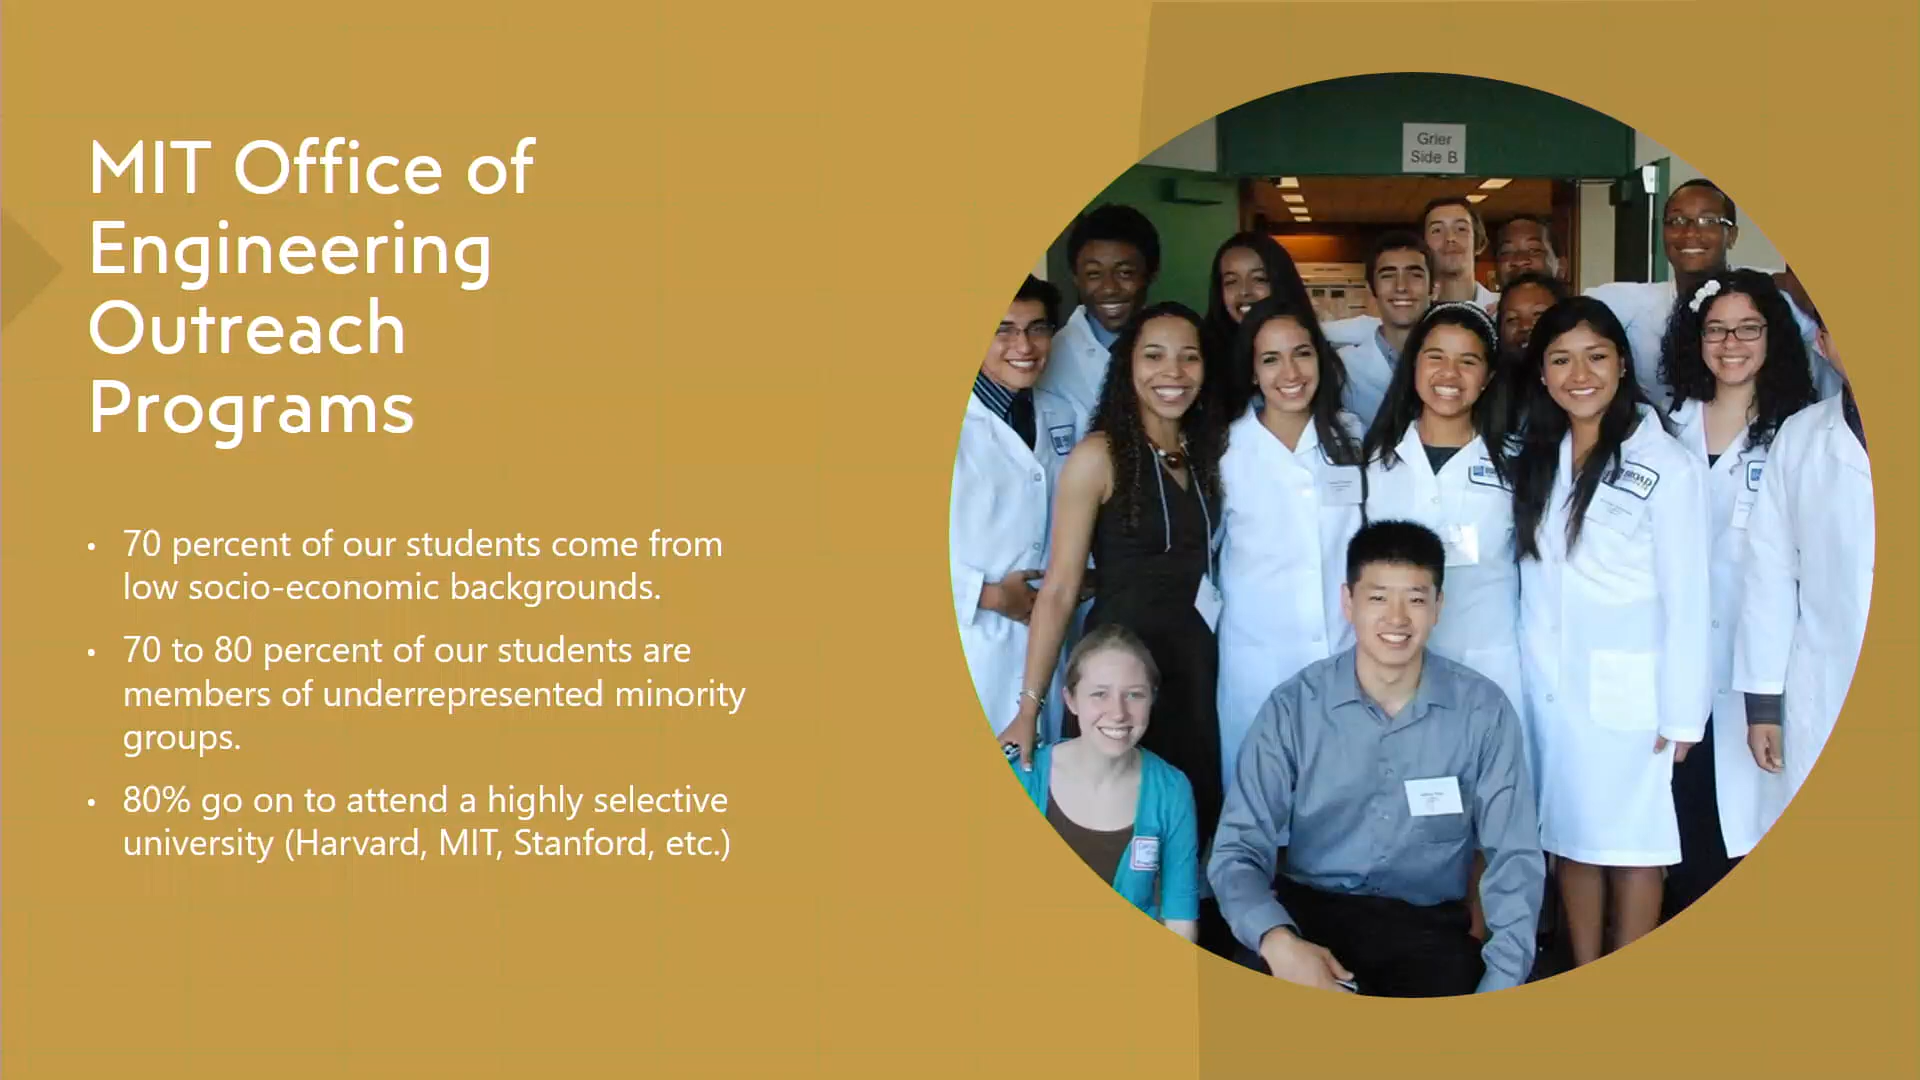 MIT Office of
Engineering
Outreach
Programs
• 70 percent of our students come from
low socio-economic backgrounds.
• 70 to 80 percent of our students are
members of underrepresented minority
groups.
• 80% go on to attend a highly selective
university (Harvard, MIT, Stanford, etc.)
Grier
Side B
BROAD